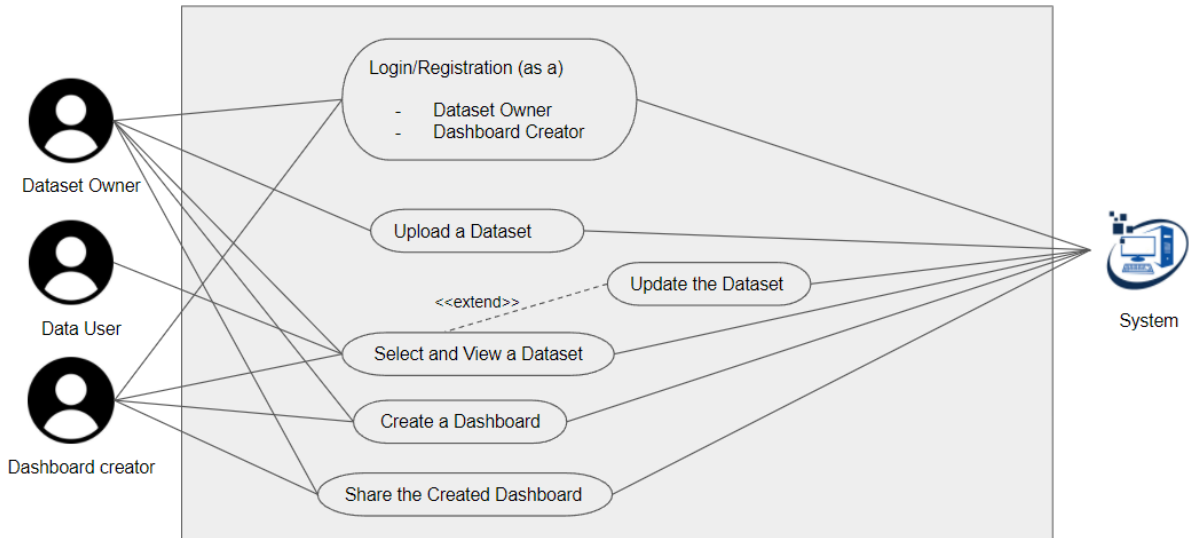 Login/Registration (as a)
- Dataset Owner
- Dashboard Creator
Dataset Owner
Upload a Dataset
Update the Dataset
<<extend>>
Data User
System
Select and View a Dataset
Create a Dashboard
Dashboard creator
Share the Created Dashboard